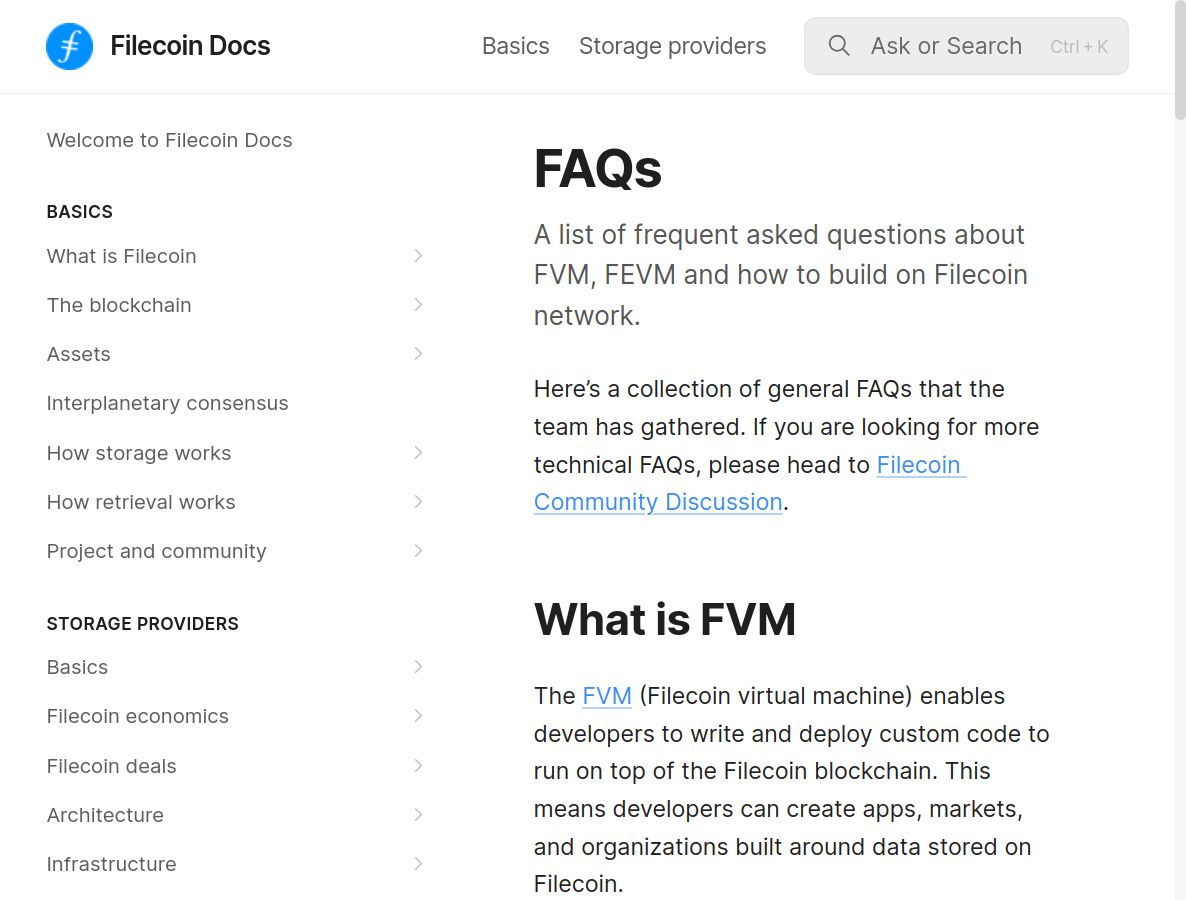 Filecoin Docs
Basics
Storage providers
Ask or Search
Ctrl + K
Welcome to Filecoin Docs
BASICS
What is Filecoin
The blockchain
Assets
Interplanetary consensus
How storage works
How retrieval works
Project and community
STORAGE PROVIDERS
Basics
Filecoin economics
Filecoin deals
Architecture
Infrastructure
FAQs
A list of frequent asked questions about
FVM, FEVM and how to build on Filecoin
network.
Here’s a collection of general FAQs that the
team has gathered. If you are looking for more
technical FAQs, please head to Filecoin
Community Discussion.
What is FVM
The FVM (Filecoin virtual machine) enables
developers to write and deploy custom code to
run on top of the Filecoin blockchain. This
means developers can create apps, markets,
and organizations built around data stored on
Filecoin.